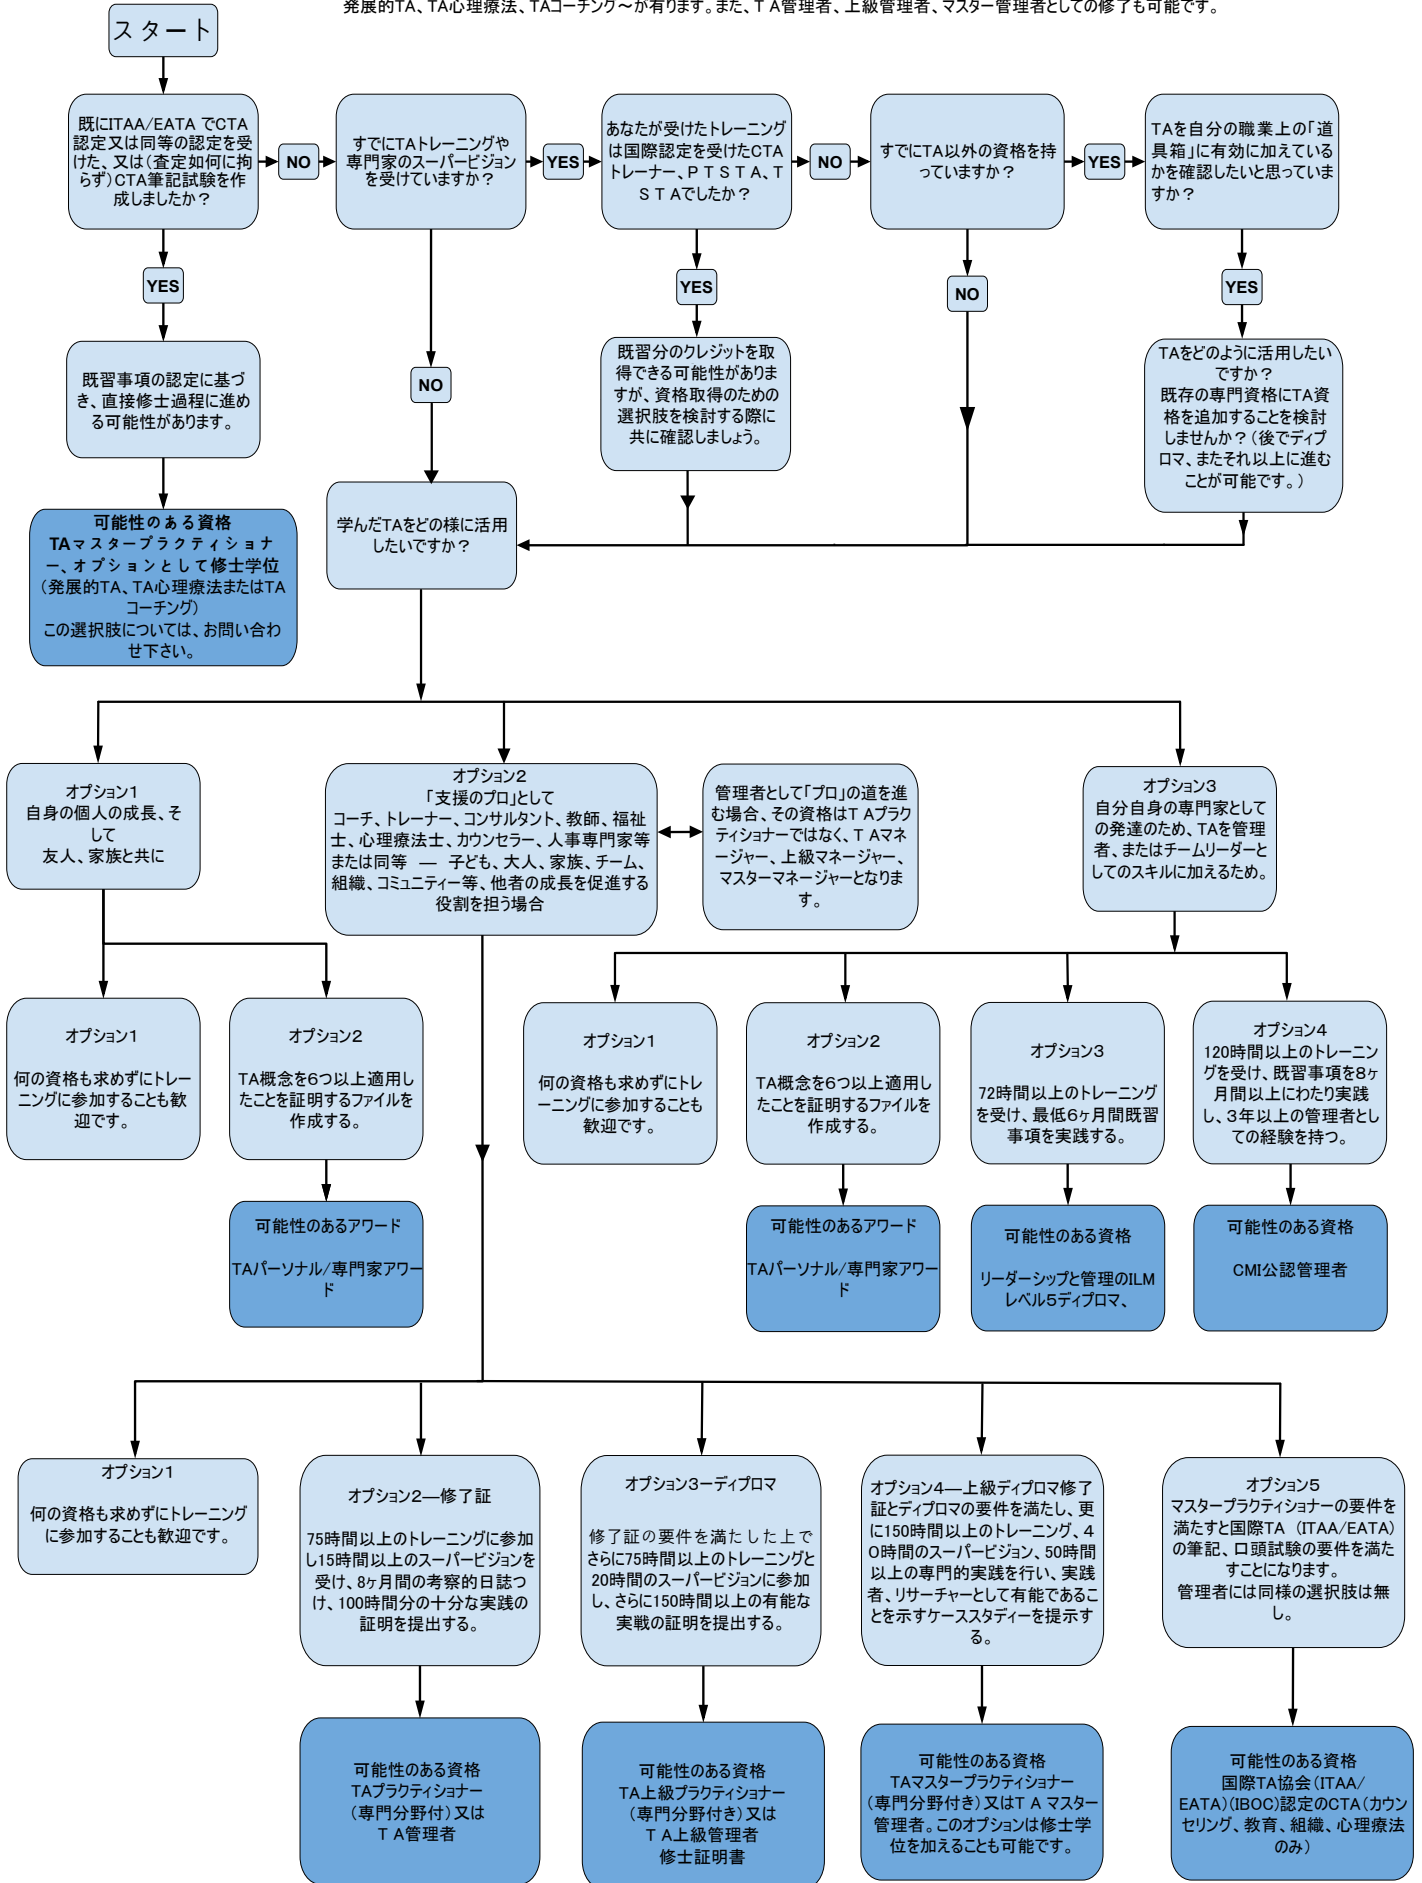 発展的TA、TA心理療法、TAコーチング～が有ります。また、ＴＡ管理者、上級管理者、マスター管理者としての修了も可能です。
スタート
既にITAA/EATA でCTA
認定又は同等の認定を受
けた、又は（査定如何に拘
らず）CTA筆記試験を作
成しましたか？
NO
すでにTAトレーニングや
専門家のスーパービジョン
を受けていますか？
YES
あなたが受けたトレーニング
は国際認定を受けたCTA
トレーナー、ＰＴＳＴＡ、Ｔ
ＳＴＡでしたか？
NO
すでにTA以外の資格を持
っていますか？
YES
TAを自分の職業上の「道
具箱」に有効に加えている
かを確認したいと思っていま
すか？
YES
NO
YES
NO
YES
既習事項の認定に基づ
き、直接修士過程に進め
る可能性があります。
既習分のクレジットを取
得できる可能性がありま
すが、資格取得のための
選択肢を検討する際に
共に確認しましょう。
TAをどのように活用したい
ですか？
既存の専門資格にTA資
格を追加することを検討
しませんか？（後でディプ
ロマ、またそれ以上に進む
ことが可能です。）
可能性のある資格
TAマスタープラクティショナ
ー、オプションとして修士学位
（発展的TA、TA心理療法またはTA
コーチング）
この選択肢については、お問い合わ
せ下さい。
学んだTAをどの様に活用
したいですか？
オプション1
自身の個人の成長、そ
して
友人、家族と共に
オプション2
「支援のプロ」として
コーチ、トレーナー、コンサルタント、教師、福祉
士、心理療法士、カウンセラー、人事専門家等
または同等 ― 子ども、大人、家族、チーム、
組織、コミュニティー等、他者の成長を促進する
役割を担う場合
管理者として「プロ」の道を進
む場合、その資格はＴＡプラク
ティショナーではなく、ＴＡマネ
ージャー、上級マネージャー、
マスターマネージャーとなりま
す。
オプション3
自分自身の専門家として
の発達のため、TAを管理
者、またはチームリーダーと
してのスキルに加えるため。
オプション1
何の資格も求めずにトレー
ニングに参加することも歓
迎です。
オプション2
TA概念を6つ以上適用し
たことを証明するファイルを
作成する。
オプション1
何の資格も求めずにトレ
ーニングに参加することも
歓迎です。
オプション2
TA概念を6つ以上適用し
たことを証明するファイルを
作成する。
オプション3
72時間以上のトレーニング
を受け、最低6ヶ月間既習
事項を実践する。
オプション4
120時間以上のトレーニン
グを受け、既習事項を8ヶ
月間以上にわたり実践
し、3年以上の管理者とし
ての経験を持つ。
可能性のあるアワード
TAパーソナル/専門家アワー
ド
可能性のあるアワード
TAパーソナル/専門家アワー
ド
可能性のある資格
リーダーシップと管理のILM
レベル5ディプロマ、
可能性のある資格
CMI公認管理者
オプション1
何の資格も求めずにトレーニング
に参加することも歓迎です。
オプション2―修了証
75時間以上のトレーニングに参加
し15時間以上のスーパービジョンを
受け、8ヶ月間の考察的日誌つ
け、100時間分の十分な実践の
証明を提出する。
オプション3ーディプロマ
修了証の要件を満たした上で
さらに75時間以上のトレーニングと
20時間のスーパービジョンに参加
し、さらに150時間以上の有能な
実戦の証明を提出する。
オプション4―上級ディプロマ修了
証とディプロマの要件を満たし、更
に150時間以上のトレーニング、４
０時間のスーパービジョン、50時間
以上の専門的実践を行い、実践
者、リサーチャーとして有能であるこ
とを示すケーススタディーを提示す
る。
オプション5
マスタープラクティショナーの要件を
満たすと国際TA （ITAA/EATA）
の筆記、口頭試験の要件を満た
すことになります。
管理者には同様の選択肢は無
し。
可能性のある資格
TAプラクティショナー
（専門分野付）又は
ＴＡ管理者
可能性のある資格
TA上級プラクティショナー
（専門分野付き）又は
ＴＡ上級管理者
修士証明書
可能性のある資格
TAマスタープラクティショナー
（専門分野付き）又はＴＡマスター
管理者。このオプションは修士学
位を加えることも可能です。
可能性のある資格
国際TA協会（ITAA/
EATA）（IBOC）認定のCTA（カウン
セリング、教育、組織、心理療法
のみ）